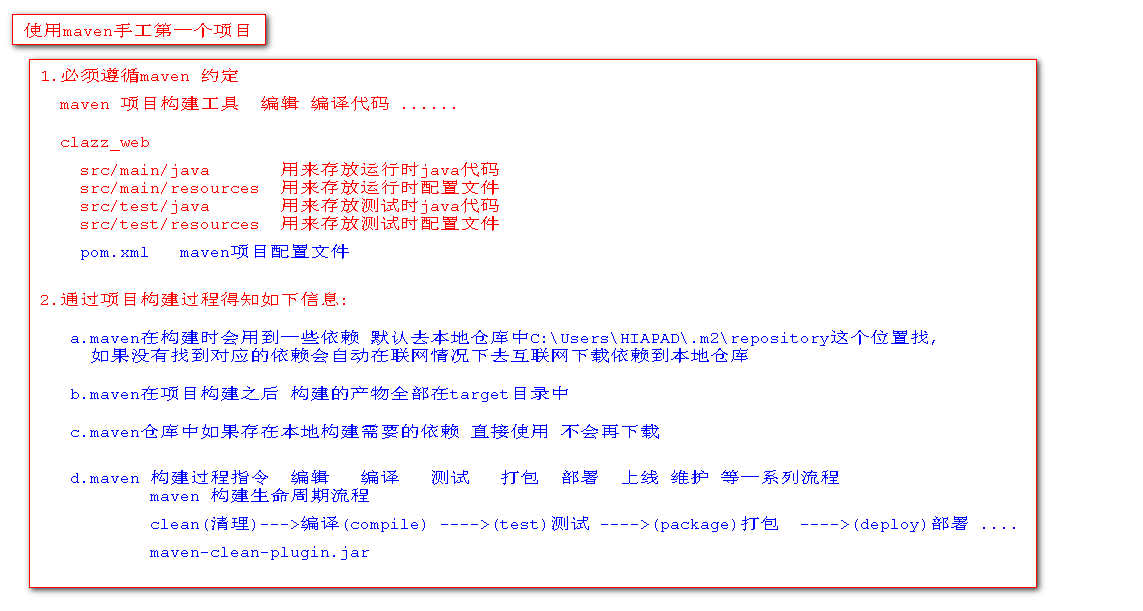 使用maven手工第一个项目
1.必须遵循maven 约定
maven 项目构建工具 编辑 编译代码 ......
clazz_web
src/main/java 用来存放运行时java代码
src/main/resources 用来存放运行时配置文件
src/test/java 用来存放测试时java代码
src/test/resources 用来存放测试时配置文件
pom.xml maven项目配置文件
2.通过项目构建过程得知如下信息:
a.maven在构建时会用到一些依赖 默认去本地仓库中C:\Users\HIAPAD\.m2\repository这个位置找,
如果没有找到对应的依赖会自动在联网情况下去互联网下载依赖到本地仓库
b.maven在项目构建之后 构建的产物全部在target目录中
c.maven仓库中如果存在本地构建需要的依赖 直接使用 不会再下载
d.maven 构建过程指令 编辑 编译 测试 打包 部署 上线 维护 等一系列流程
maven 构建生命周期流程
clean(清理)--->编译(compile) ---->(test)测试 ---->(package)打包 ---->(deploy)部署 ....
maven-clean-plugin.jar